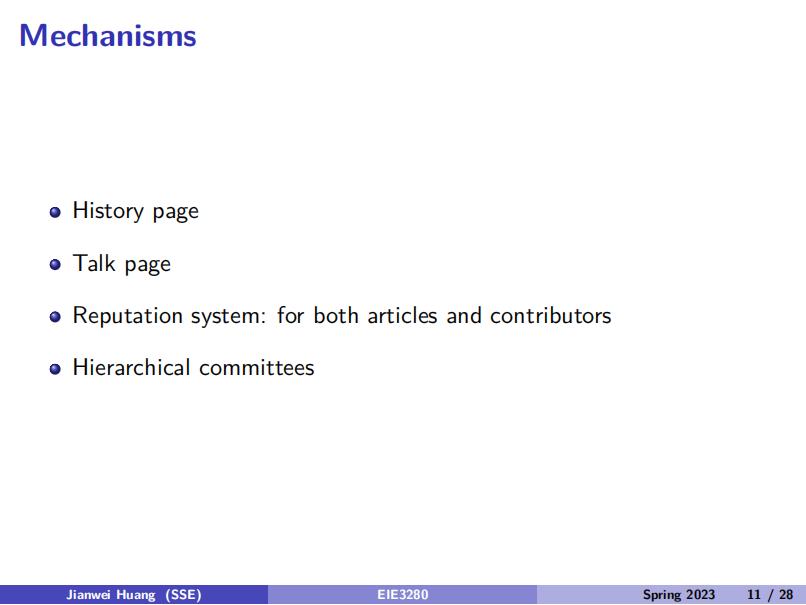 Mechanisms
History page
Talk page
Reputation system: for both articles and contributors
Hierarchical committees
Jianwei Huang (SSE) EIE3280 Spring 2023 11 / 28